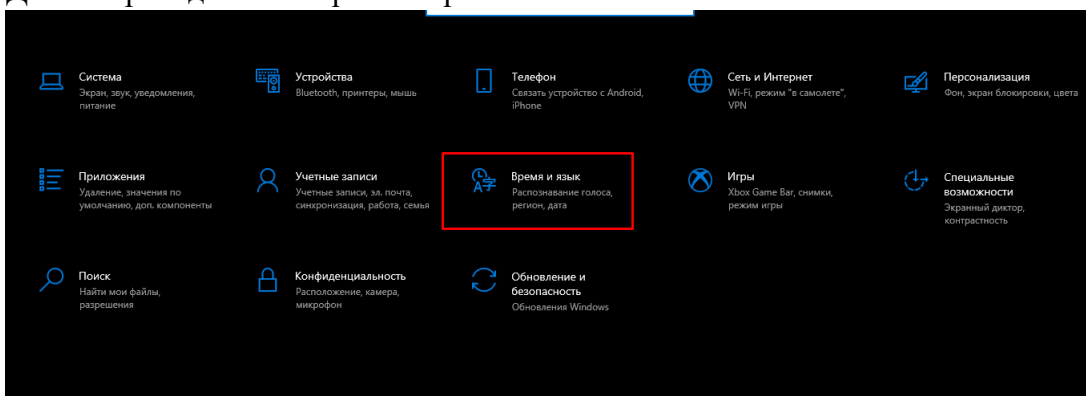 Система
Экран, звук, уведомления,
питание
Устройства
Bluetooth, принтеры, мышь
Телефон
Связать устройство с Android,
iPhone
Сеть и Интернет
Wi-Fi, режим "в самолете",
VPN
Персонализация
Фон, экран блокировки, цвета
Приложения
Удаление, значения по
умолчанию, доп. компоненты
Учетные записи
Учетные записи, эл. почта,
синхронизация, работа, семья
Время и язык
Распознавание голоса,
регион, дата
Игры
Xbox Game Bar, снимки,
режим игры
Специальные
возможности
Экранный диктор,
контрастность
Поиск
Найти мои файлы,
разрешения
Конфиденциальность
Расположение, камера,
микрофон
Обновление и
безопасность
Обновления Windows